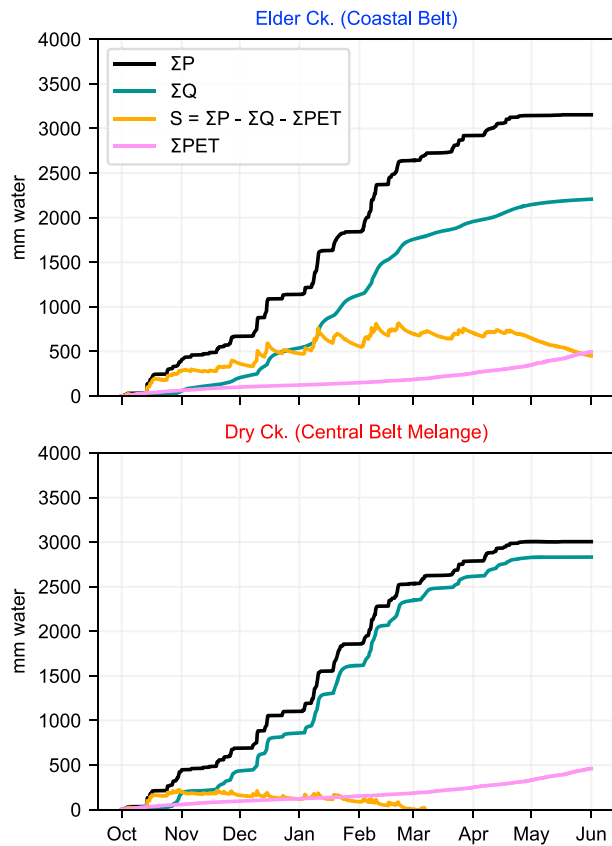 Elder Ck. (Coastal Belt)
4000
3500
3000
2500
2000
1500
1000
500
0
mm water
ΣP
ΣQ
S = ΣP - ΣQ - ΣPET
ΣPET
Dry Ck. (Central Belt Melange)
4000
3500
3000
2500
2000
1500
1000
500
0
mm water
Oct Nov Dec Jan Feb Mar Apr May Jun